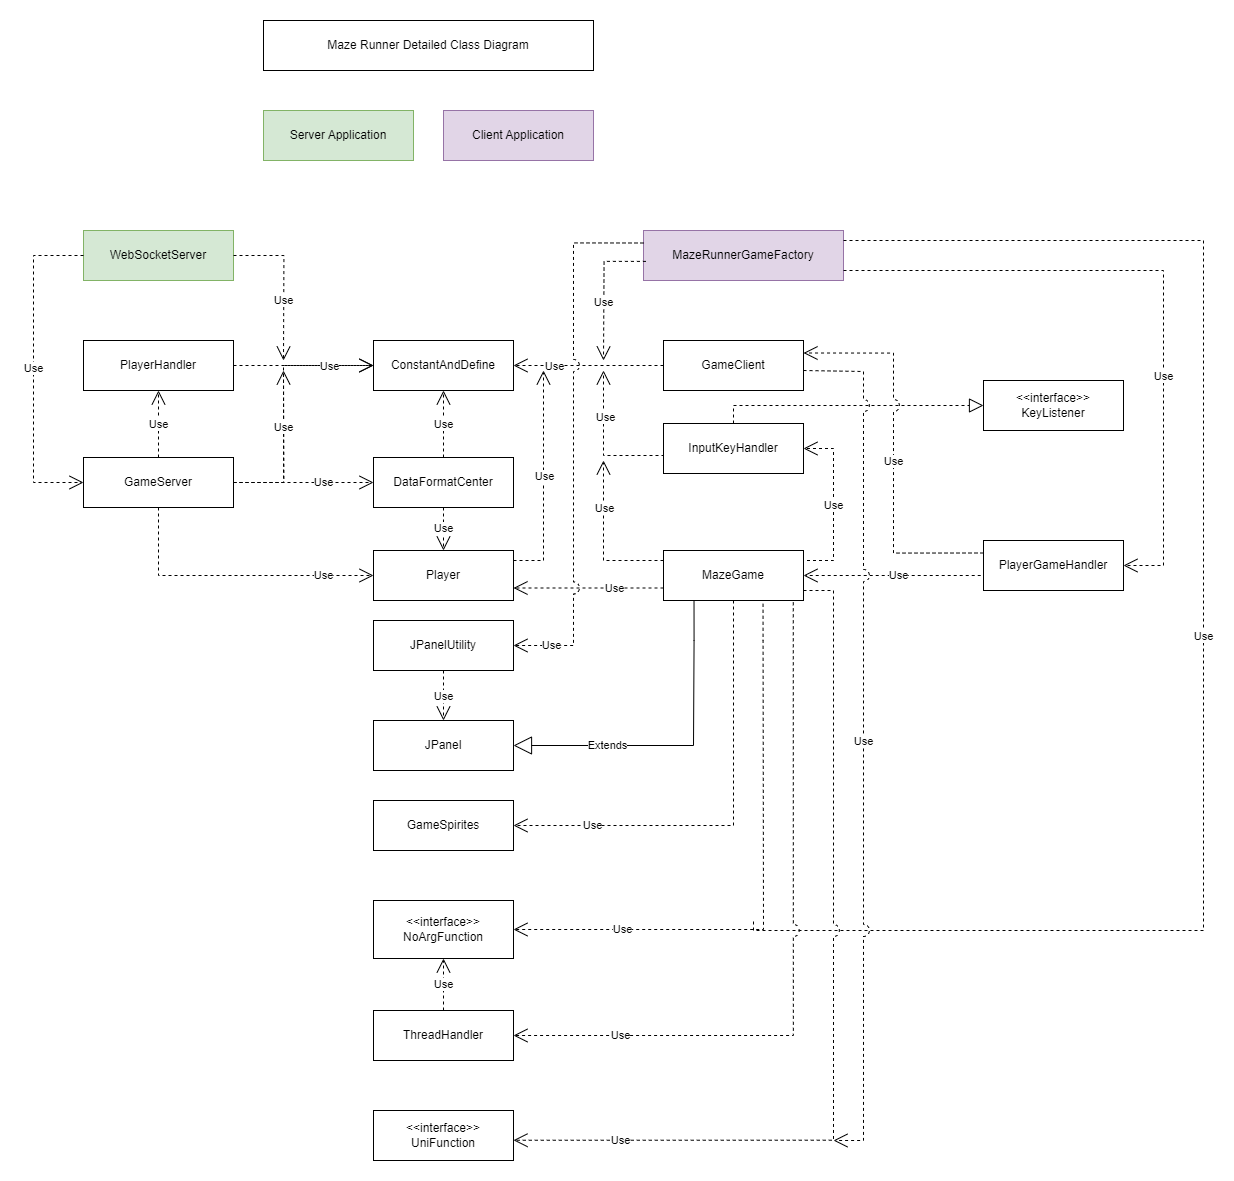 Maze Runner Detailed Class Diagram
Server Application
Client Application
WebSocketServer
MazeRunnerGameFactory
Use
Use
Use
PlayerHandler
Use
ConstantAndDefine
Use
GameClient
Use
Use
<<interface>>
KeyListener
Use
Use
Use
Use
InputKeyHandler
Use
GameServer
Use
DataFormatCenter
Use
Use
Use
Use
PlayerGameHandler
Use
Player
MazeGame
Use
Use
Use
JPanelUtility
Use
Use
JPanel
Extends
Use
GameSpirites
Use
<<interface>>
NoArgFunction
Use
Use
ThreadHandler
Use
<<interface>>
UniFunction
Use